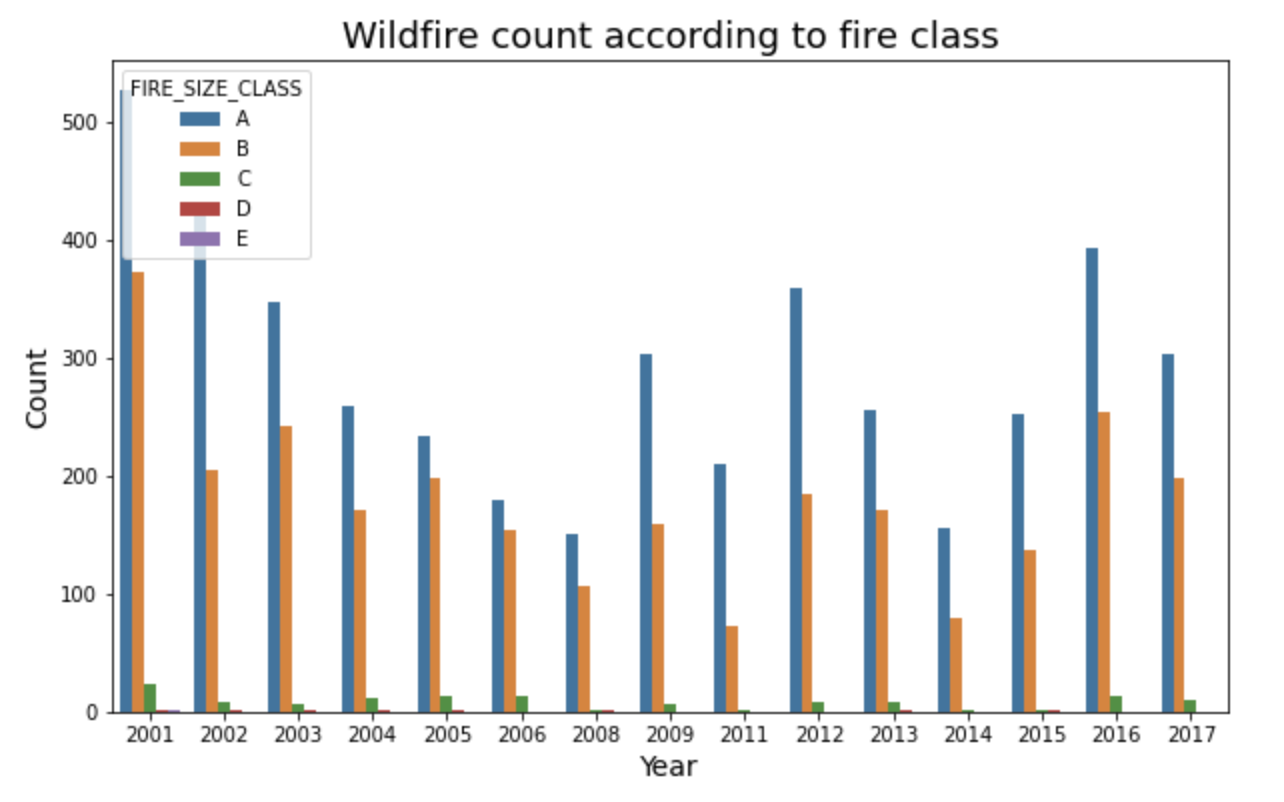 Wildfire count according to fire class
FIRE_SIZE_CLASS
A
B
C
D
E
500
400
300
200
100
0
Count
2001 2002 2003 2004 2005 2006 2008 2009 2011 2012 2013 2014 2015 2016 2017
Year